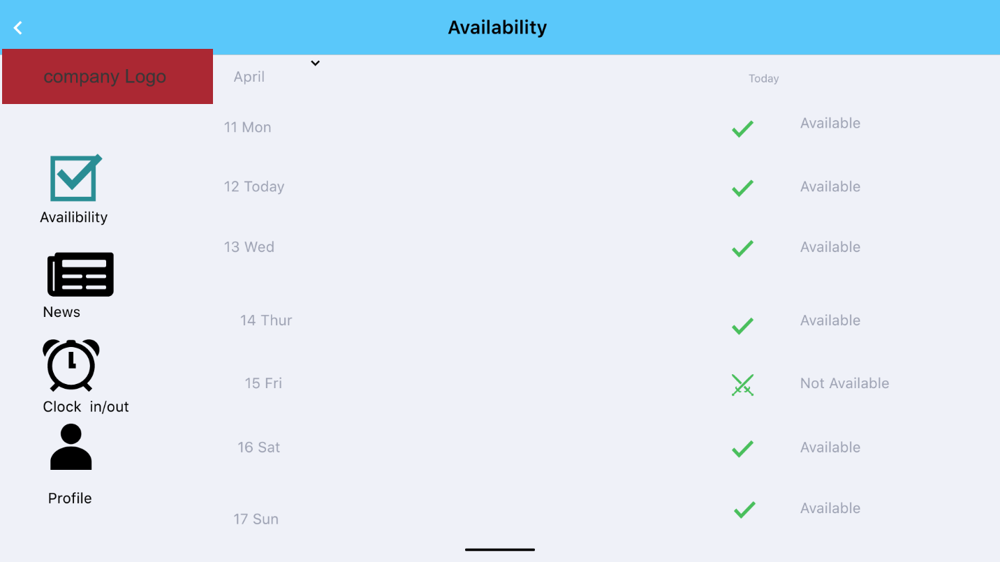 Availability
company Logo
April
Today
11 Mon
Available
12 Today
Available
Availibility
13 Wed
Available
News
14 Thur
Available
15 Fri
Not Available
Clock  in/out
16 Sat
Available
Profile
17 Sun
Available